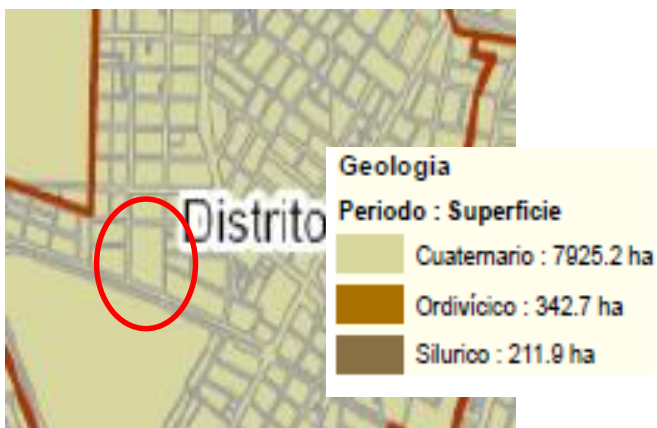 Distrito
Geologia
Periodo : Superficie
Cuaternario : 7925.2 ha
Ordivícico : 342.7 ha
Silurico : 211.9 ha